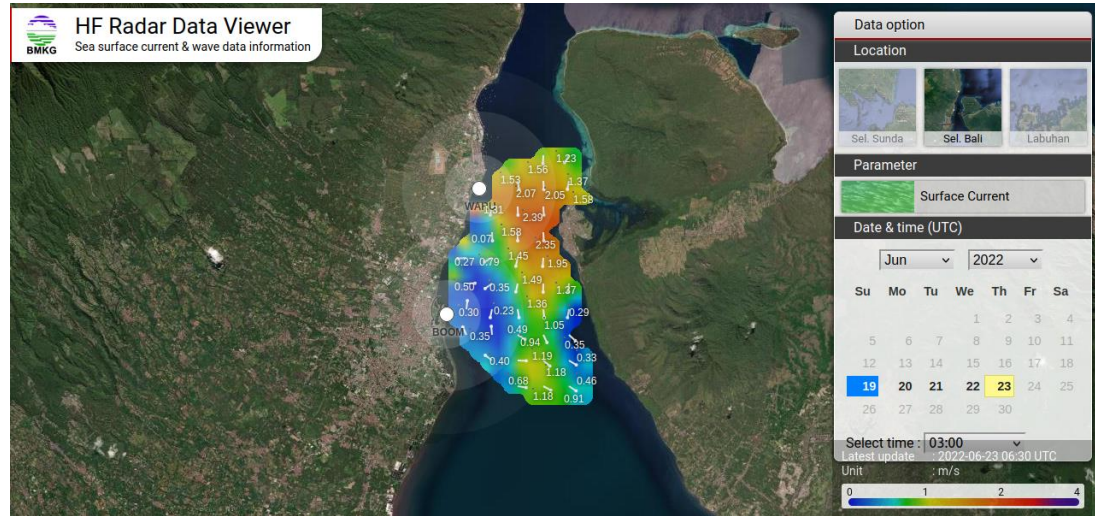 HF Radar Data Viewer
BMKG
Sea surface current & wave data information
Data option
Location
Sel. Sunda
Sel. Bali
Labuhan
Parameter
Surface Current
Date & time (UTC)
Jun 2022
Su Mo Tu We Th Fr Sa
1 2 3 4
5 6 7 8 9 10 11
12 13 14 15 16 17 18
19 20 21 22 23 24 25
26 27 28 29 30
Select time : 03:00
Latest update : 2022-06-23 06:30 UTC
Unit : m/s
0 1 2 4
1.23
1.56
1.53 1.37
2.07 2.05 1.58
WAPU
2.39
0.07 1.58
2.35
1.45
0.27 0.79 1.95
1.49
0.50 0.35 1.37
1.36
0.30 0.23 0.29
BOOM 0.35 0.49 1.05
0.94 0.35
1.19 0.33
0.40 1.18
0.68 0.46
1.18 0.91